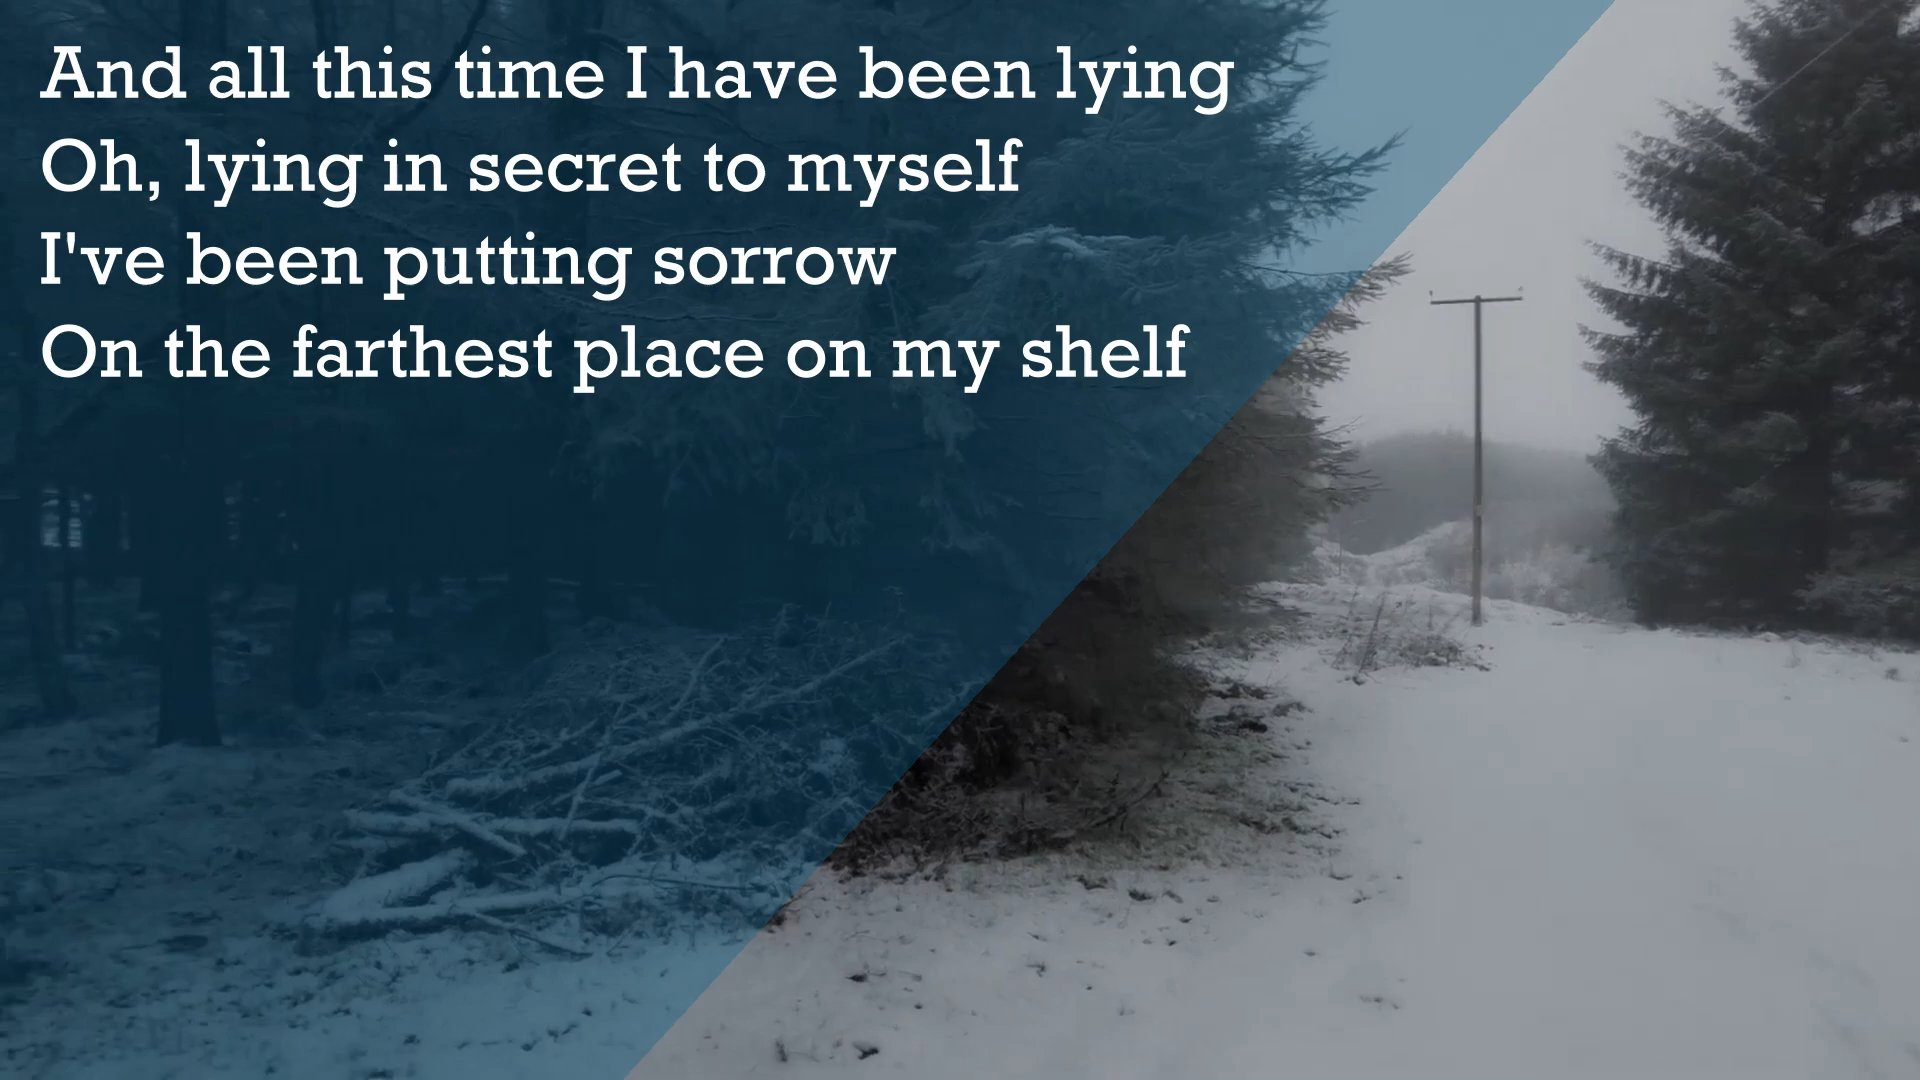 And all this time I have been lying
Oh, lying in secret to myself
I've been putting sorrow
On the farthest place on my shelf